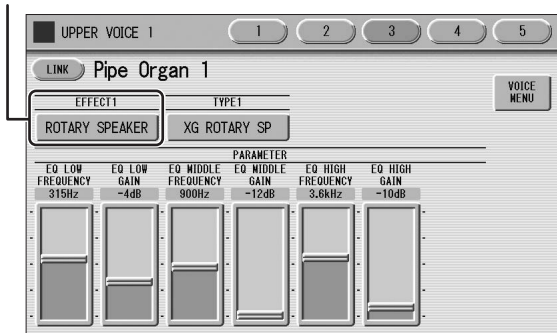 UPPER VOICE 1 1 2 3 4 5
LINK Pipe Organ 1
VOICE
MENU
EFFECT1 TYPE1
ROTARY SPEAKER XG ROTARY SP
PARAMETER
EQ LOW EQ LOW EQ MIDDLE EQ MIDDLE EQ HIGH EQ HIGH
FREQUENCY GAIN FREQUENCY GAIN FREQUENCY GAIN
315Hz -4dB 900Hz -12dB 3.6kHz -10dB